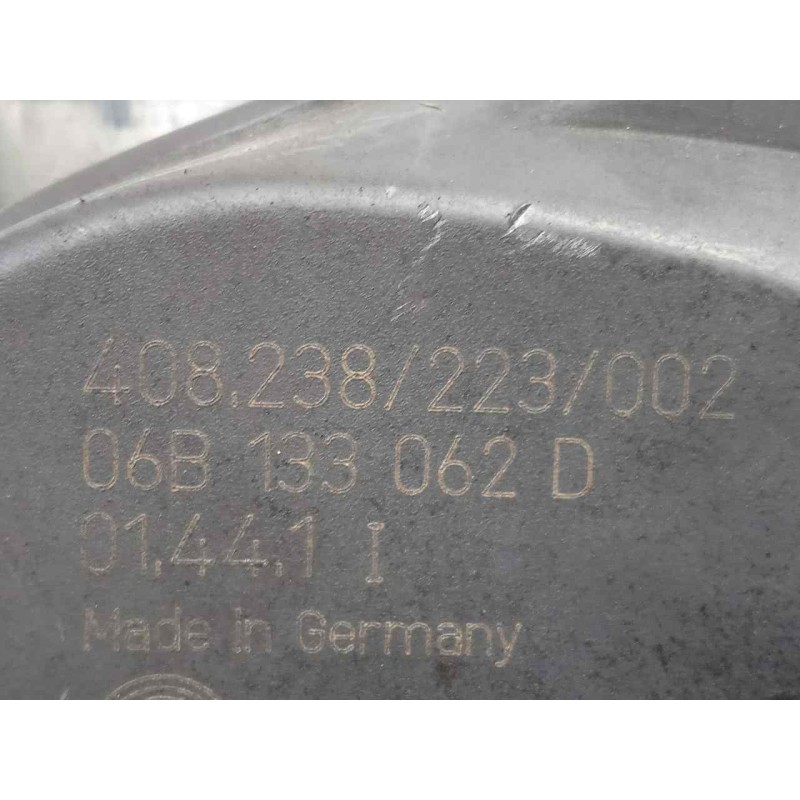 408.238/223/002
06B 133 062 D
01.44.1 I
Made in Germany